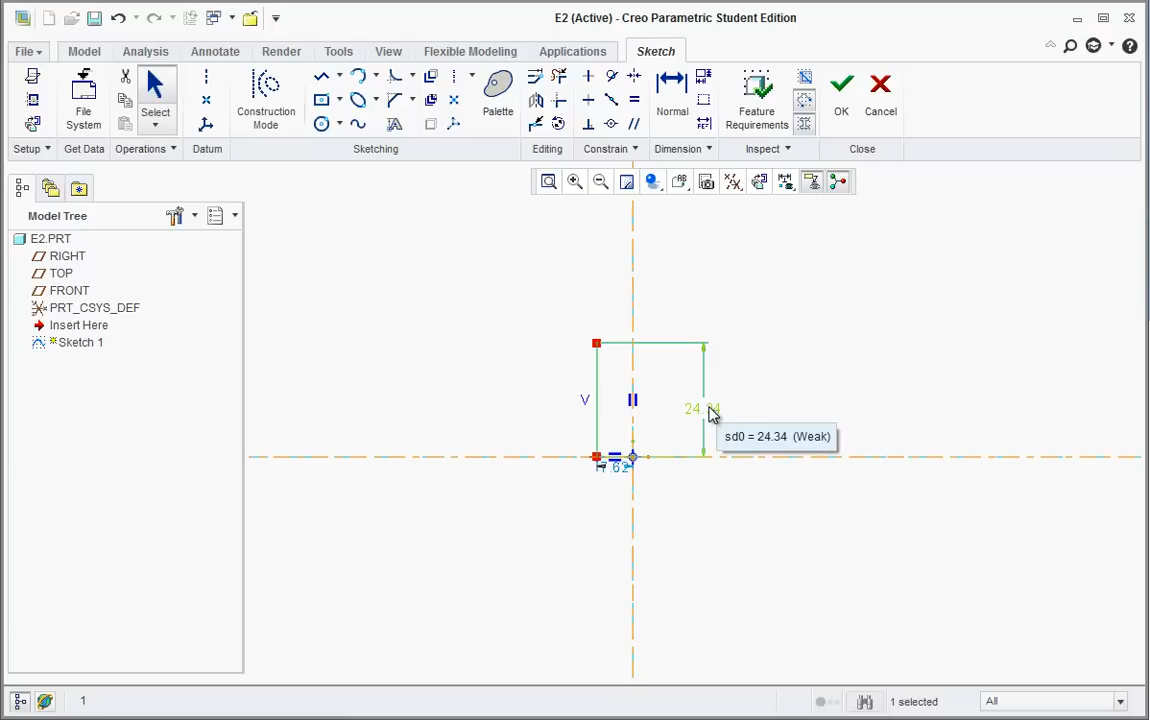 E2 (Active) - Creo Parametric Student Edition
File Model Analysis Annotate Render Tools View Flexible Modeling Applications Sketch
File System
Select
Construction Mode
Palette
Normal
Feature Requirements
OK
Cancel
Setup Get Data Operations Datum Sketching Editing Constrain Dimension Inspect Close
Model Tree
E2.PRT
RIGHT
TOP
FRONT
PRT_CSYS_DEF
Insert Here
Sketch 1
V
sd0 = 24.34 (Weak)
1
1 selected
All